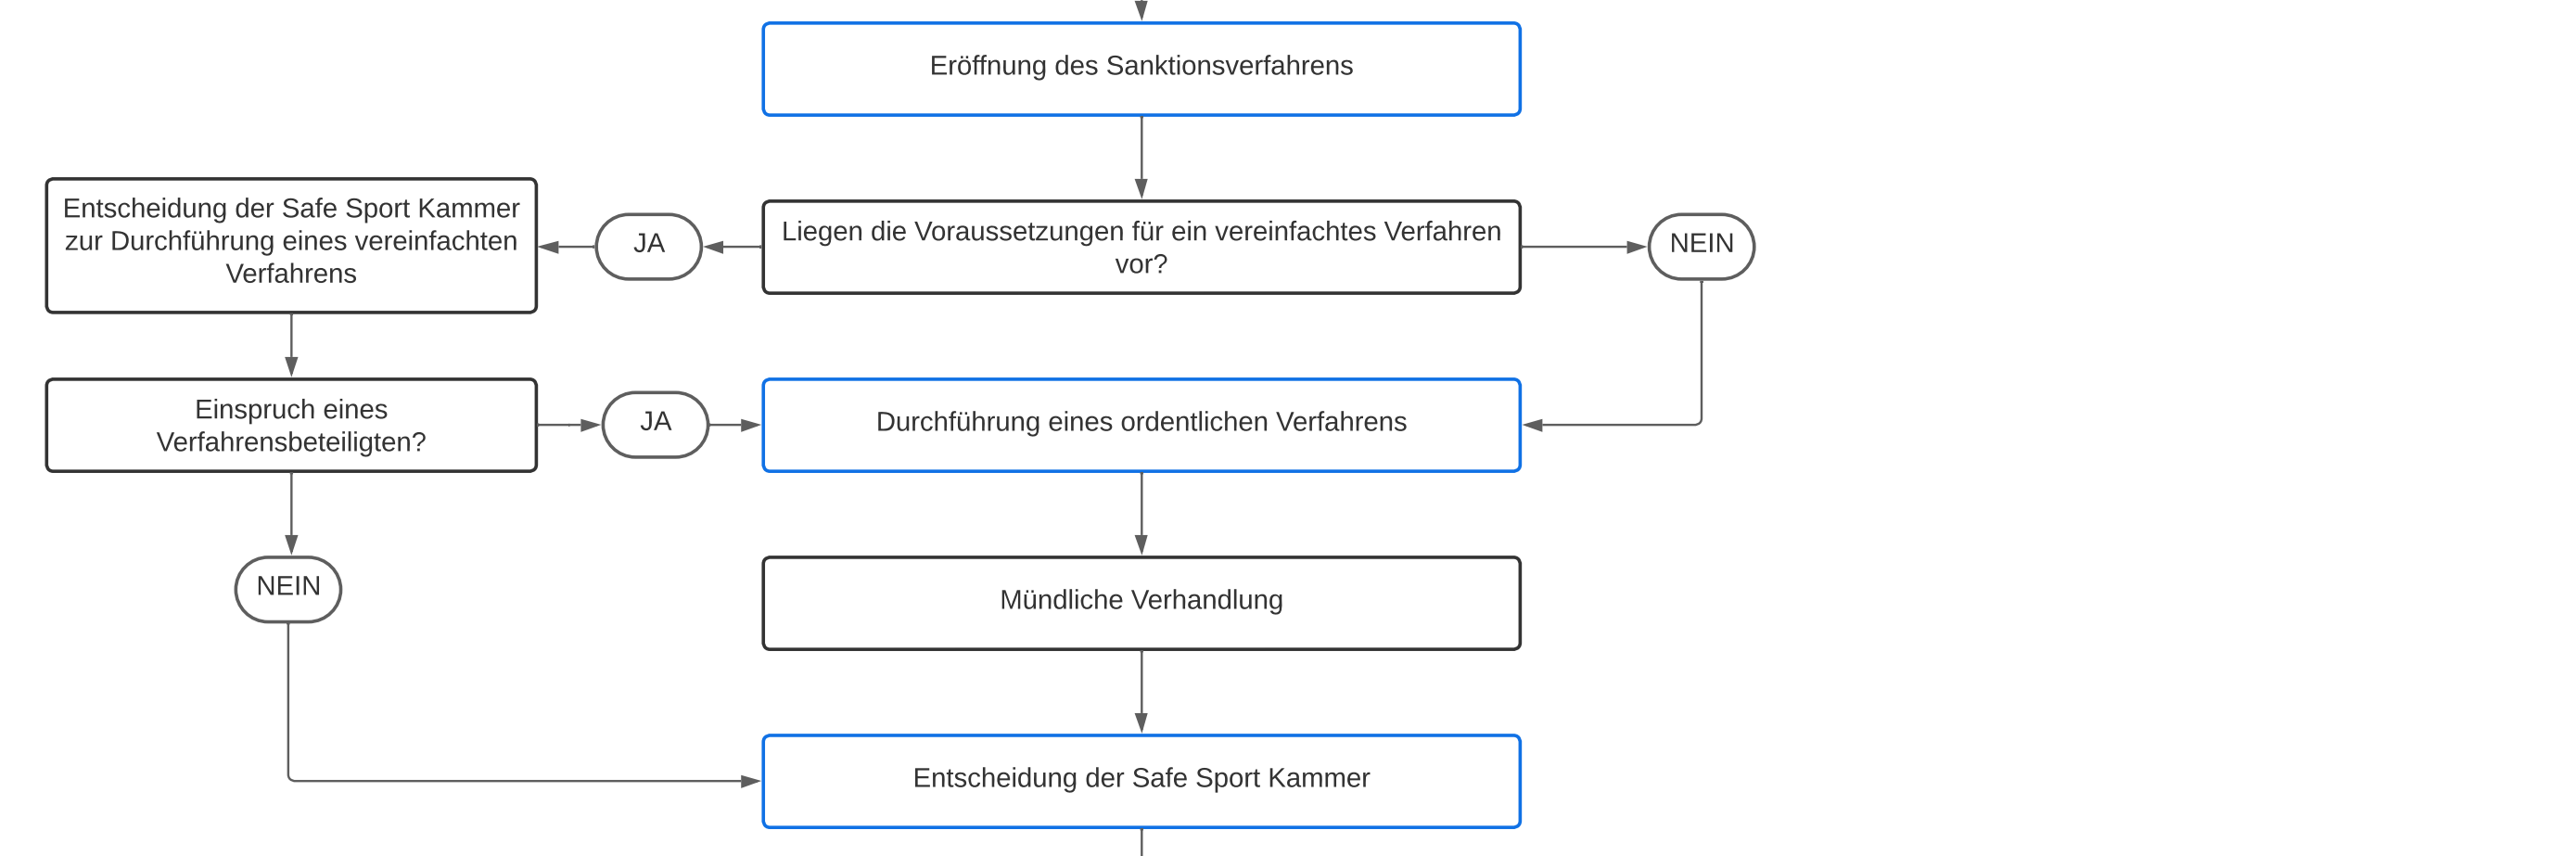 Eröffnung des Sanktionsverfahrens
Entscheidung der Safe Sport Kammer
zur Durchführung eines vereinfachten
Verfahrens
JA
Liegen die Voraussetzungen für ein vereinfachtes Verfahren
vor?
NEIN
Einspruch eines
Verfahrensbeteiligten?
JA
Durchführung eines ordentlichen Verfahrens
NEIN
Mündliche Verhandlung
Entscheidung der Safe Sport Kammer